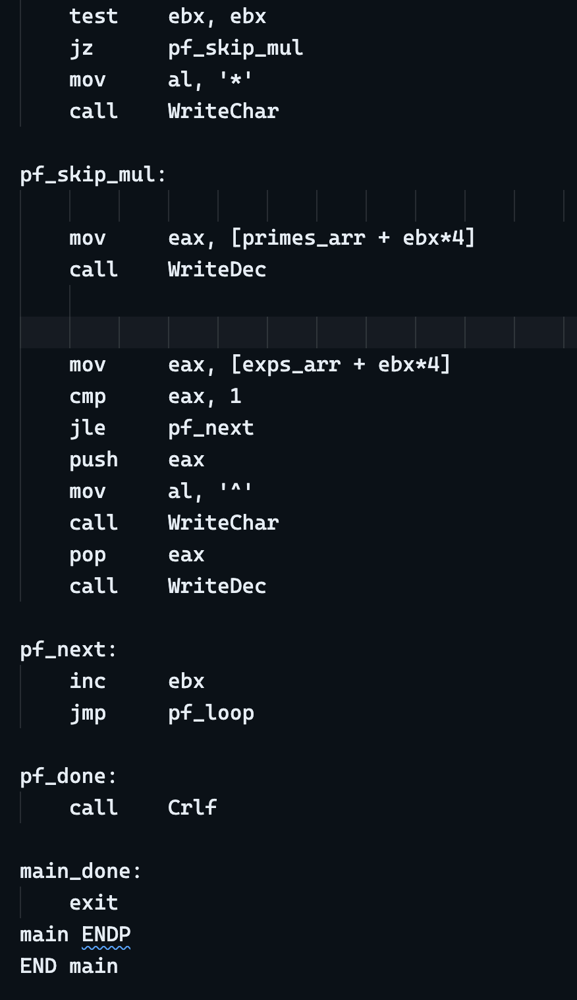 test    ebx, ebx
jz      pf_skip_mul
mov     al, '*'
call    WriteChar
pf_skip_mul:
mov     eax, [primes_arr + ebx*4]
call    WriteDec
mov     eax, [exps_arr + ebx*4]
cmp     eax, 1
jle     pf_next
push    eax
mov     al, '^'
call    WriteChar
pop     eax
call    WriteDec
pf_next:
inc     ebx
jmp     pf_loop
pf_done:
call    Crlf
main_done:
exit
main ENDP
END main